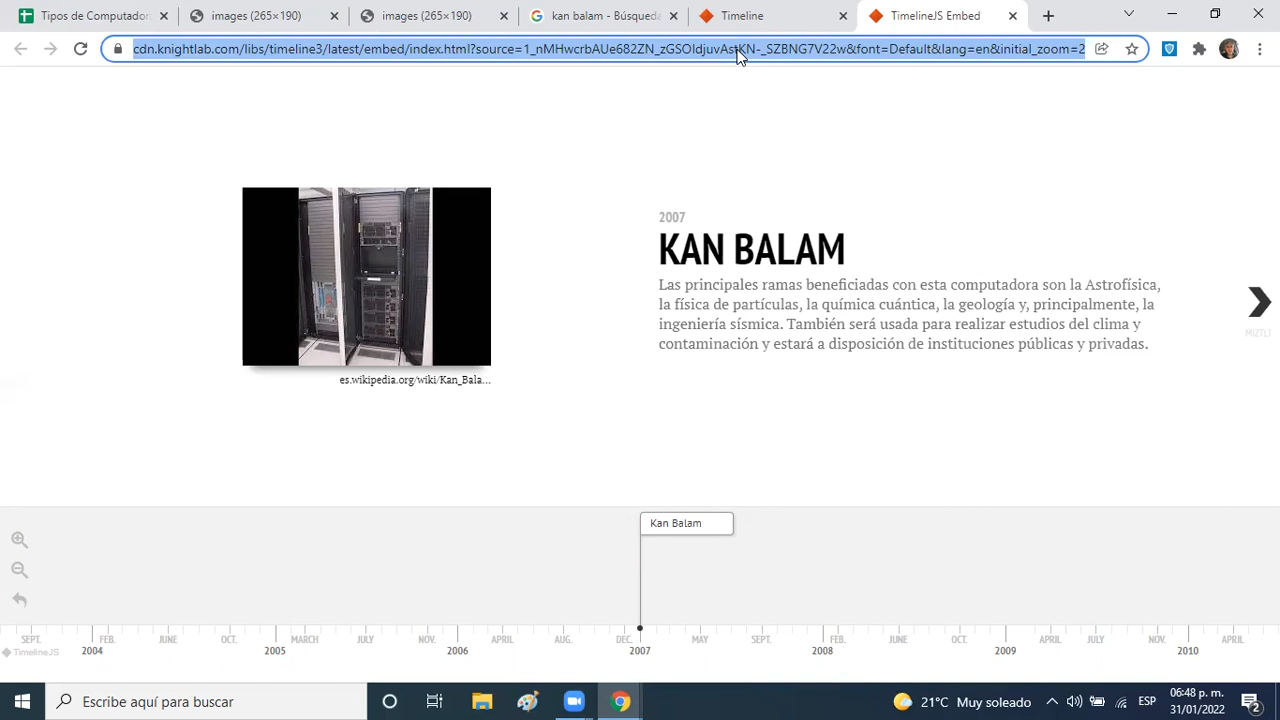 Tipos de Computador
images (265×190)
images (265×190)
kan balam - Búsqueda
Timeline
TimelineJS Embed
cdn.knightlab.com/libs/timeline3/latest/embed/index.html?source=1_nMHwcrbAUe682ZN_zGSOIdjuvAstKN-_SZBNG7V22w&font=Default&lang=en&initial_zoom=2
2007
KAN BALAM
Las principales ramas beneficiadas con esta computadora son la Astrofísica,
la física de partículas, la química cuántica, la geología y, principalmente, la
ingeniería sísmica. También será usada para realizar estudios del clima y
contaminación y estará a disposición de instituciones públicas y privadas.
MIZTLI
es.wikipedia.org/wiki/Kan_Bala...
Kan Balam
SEPT. FEB. JUNE OCT. MARCH JULY NOV. APRIL AUG. DEC. MAY SEPT. FEB. JUNE OCT. APRIL JULY NOV. APRIL
2004 2005 2006 2007 2008 2009 2010
TimelineJS
Escribe aquí para buscar
21°C Muy soleado
ESP
06:48 p. m.
31/01/2022
2